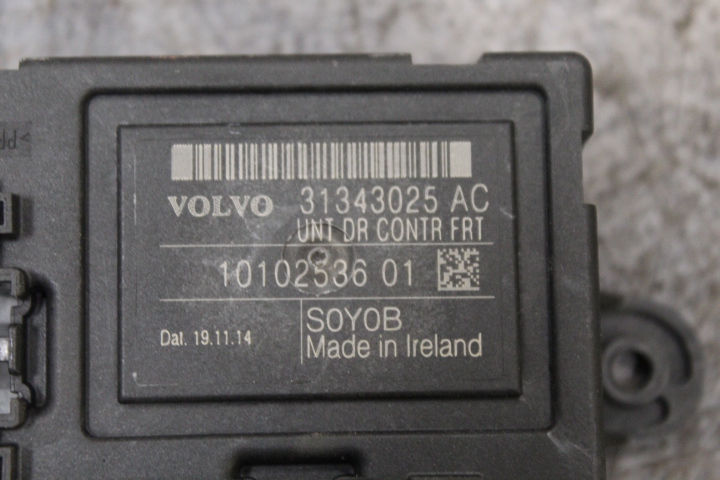 VOLVO 31343025 AC
UNT DR CONTR FRT
10102536 01
Dat. 19.11.14
S0Y0B
Made in Ireland